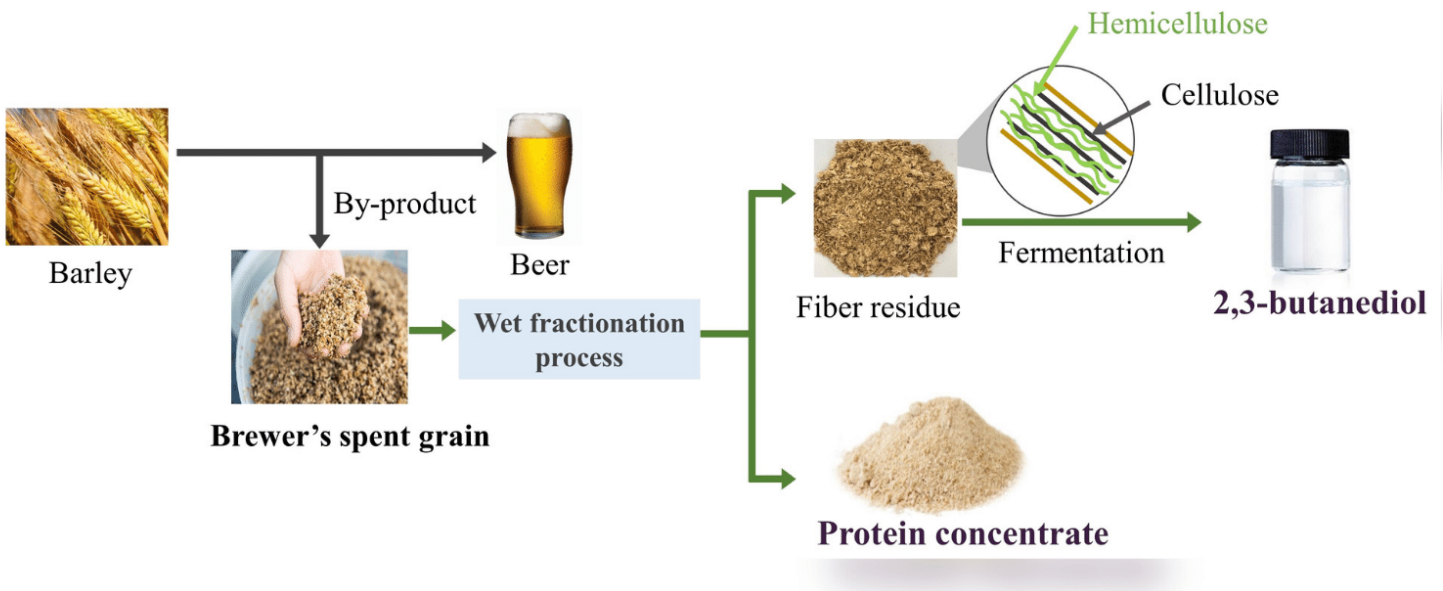 Hemicellulose
Cellulose
By-product
Barley
Beer
Fermentation
Fiber residue
2,3-butanediol
Wet fractionation
process
Brewer’s spent grain
Protein concentrate